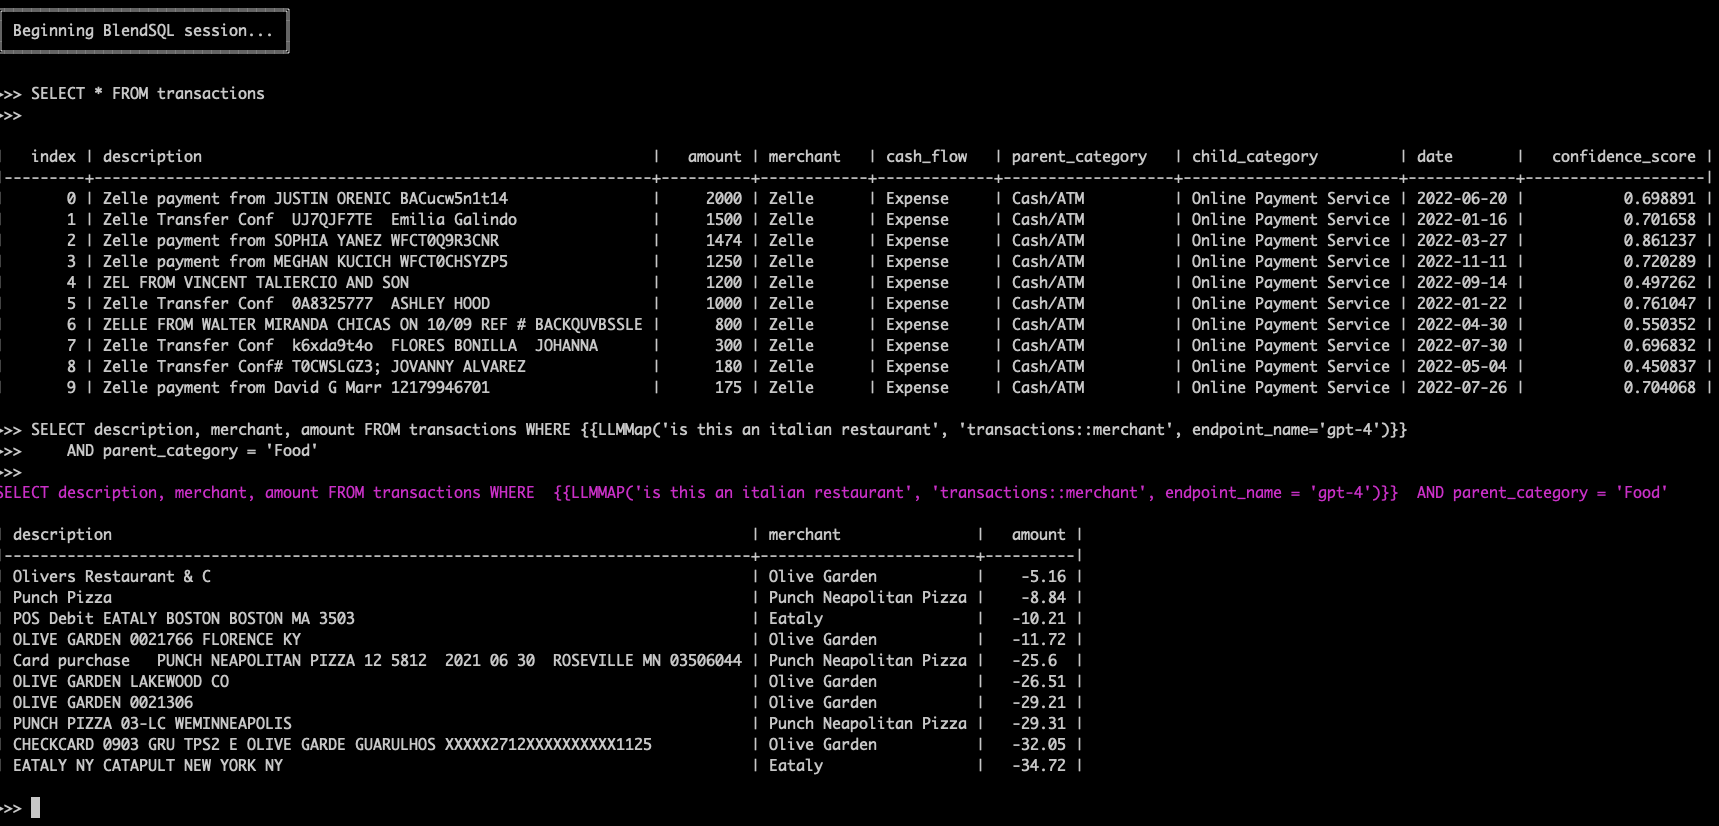 Beginning BlendSQL session...
>>> SELECT * FROM transactions
>>>
| index | description | amount | merchant | cash_flow | parent_category | child_category | date | confidence_score |
|---------+--------------------------------------------------------------+----------+------------+-------------+-------------------+------------------------+------------+--------------------|
| 0 | Zelle payment from JUSTIN ORENIC BACucw5n1t14 | 2000 | Zelle | Expense | Cash/ATM | Online Payment Service | 2022-06-20 | 0.698891 |
| 1 | Zelle Transfer Conf  UJ7QJF7TE  Emilia Galindo | 1500 | Zelle | Expense | Cash/ATM | Online Payment Service | 2022-01-16 | 0.701658 |
| 2 | Zelle payment from SOPHIA YANEZ WFCT0Q9R3CNR | 1474 | Zelle | Expense | Cash/ATM | Online Payment Service | 2022-03-27 | 0.861237 |
| 3 | Zelle payment from MEGHAN KUCICH WFCT0CHSYZP5 | 1250 | Zelle | Expense | Cash/ATM | Online Payment Service | 2022-11-11 | 0.720289 |
| 4 | ZEL FROM VINCENT TALIERCIO AND SON | 1200 | Zelle | Expense | Cash/ATM | Online Payment Service | 2022-09-14 | 0.497262 |
| 5 | Zelle Transfer Conf  0A8325777  ASHLEY HOOD | 1000 | Zelle | Expense | Cash/ATM | Online Payment Service | 2022-01-22 | 0.761047 |
| 6 | ZELLE FROM WALTER MIRANDA CHICAS ON 10/09 REF # BACKQUVBSSLE | 800 | Zelle | Expense | Cash/ATM | Online Payment Service | 2022-04-30 | 0.550352 |
| 7 | Zelle Transfer Conf  k6xda9t4o  FLORES BONILLA  JOHANNA | 300 | Zelle | Expense | Cash/ATM | Online Payment Service | 2022-07-30 | 0.696832 |
| 8 | Zelle Transfer Conf# T0CWSLGZ3; JOVANNY ALVAREZ | 180 | Zelle | Expense | Cash/ATM | Online Payment Service | 2022-05-04 | 0.450837 |
| 9 | Zelle payment from David G Marr 12179946701 | 175 | Zelle | Expense | Cash/ATM | Online Payment Service | 2022-07-26 | 0.704068 |
>>> SELECT description, merchant, amount FROM transactions WHERE {{LLMMap('is this an italian restaurant', 'transactions::merchant', endpoint_name='gpt-4')}}
>>>     AND parent_category = 'Food'
>>>
SELECT description, merchant, amount FROM transactions WHERE  {{LLMMAP('is this an italian restaurant', 'transactions::merchant', endpoint_name = 'gpt-4')}}  AND parent_category = 'Food'
| description | merchant | amount |
|-----------------------------------------------------------------------------------+------------------------+----------|
| Olivers Restaurant & C | Olive Garden | -5.16 |
| Punch Pizza | Punch Neapolitan Pizza | -8.84 |
| POS Debit EATALY BOSTON BOSTON MA 3503 | Eataly | -10.21 |
| OLIVE GARDEN 0021766 FLORENCE KY | Olive Garden | -11.72 |
| Card purchase   PUNCH NEAPOLITAN PIZZA 12 5812  2021 06 30  ROSEVILLE MN 03506044 | Punch Neapolitan Pizza | -25.6 |
| OLIVE GARDEN LAKEWOOD CO | Olive Garden | -26.51 |
| OLIVE GARDEN 0021306 | Olive Garden | -29.21 |
| PUNCH PIZZA 03-LC WEMINNEAPOLIS | Punch Neapolitan Pizza | -29.31 |
| CHECKCARD 0903 GRU TPS2 E OLIVE GARDE GUARULHOS XXXXX2712XXXXXXXXXX1125 | Olive Garden | -32.05 |
| EATALY NY CATAPULT NEW YORK NY | Eataly | -34.72 |
>>>